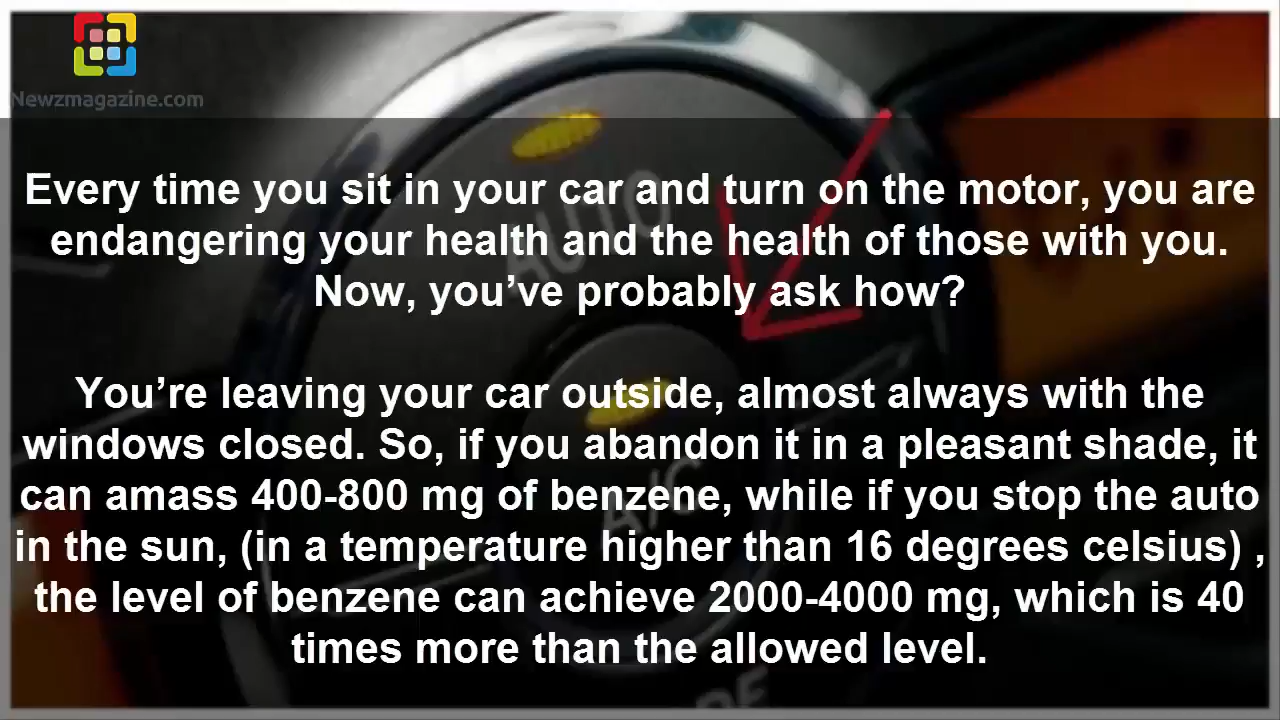 Newzmagazine.com
AUTO
Every time you sit in your car and turn on the motor, you are
endangering your health and the health of those with you.
Now, you’ve probably ask how?
You’re leaving your car outside, almost always with the
windows closed. So, if you abandon it in a pleasant shade, it
can amass 400-800 mg of benzene, while if you stop the auto
A/C
in the sun, (in a temperature higher than 16 degrees celsius) ,
the level of benzene can achieve 2000-4000 mg, which is 40
times more than the allowed level.